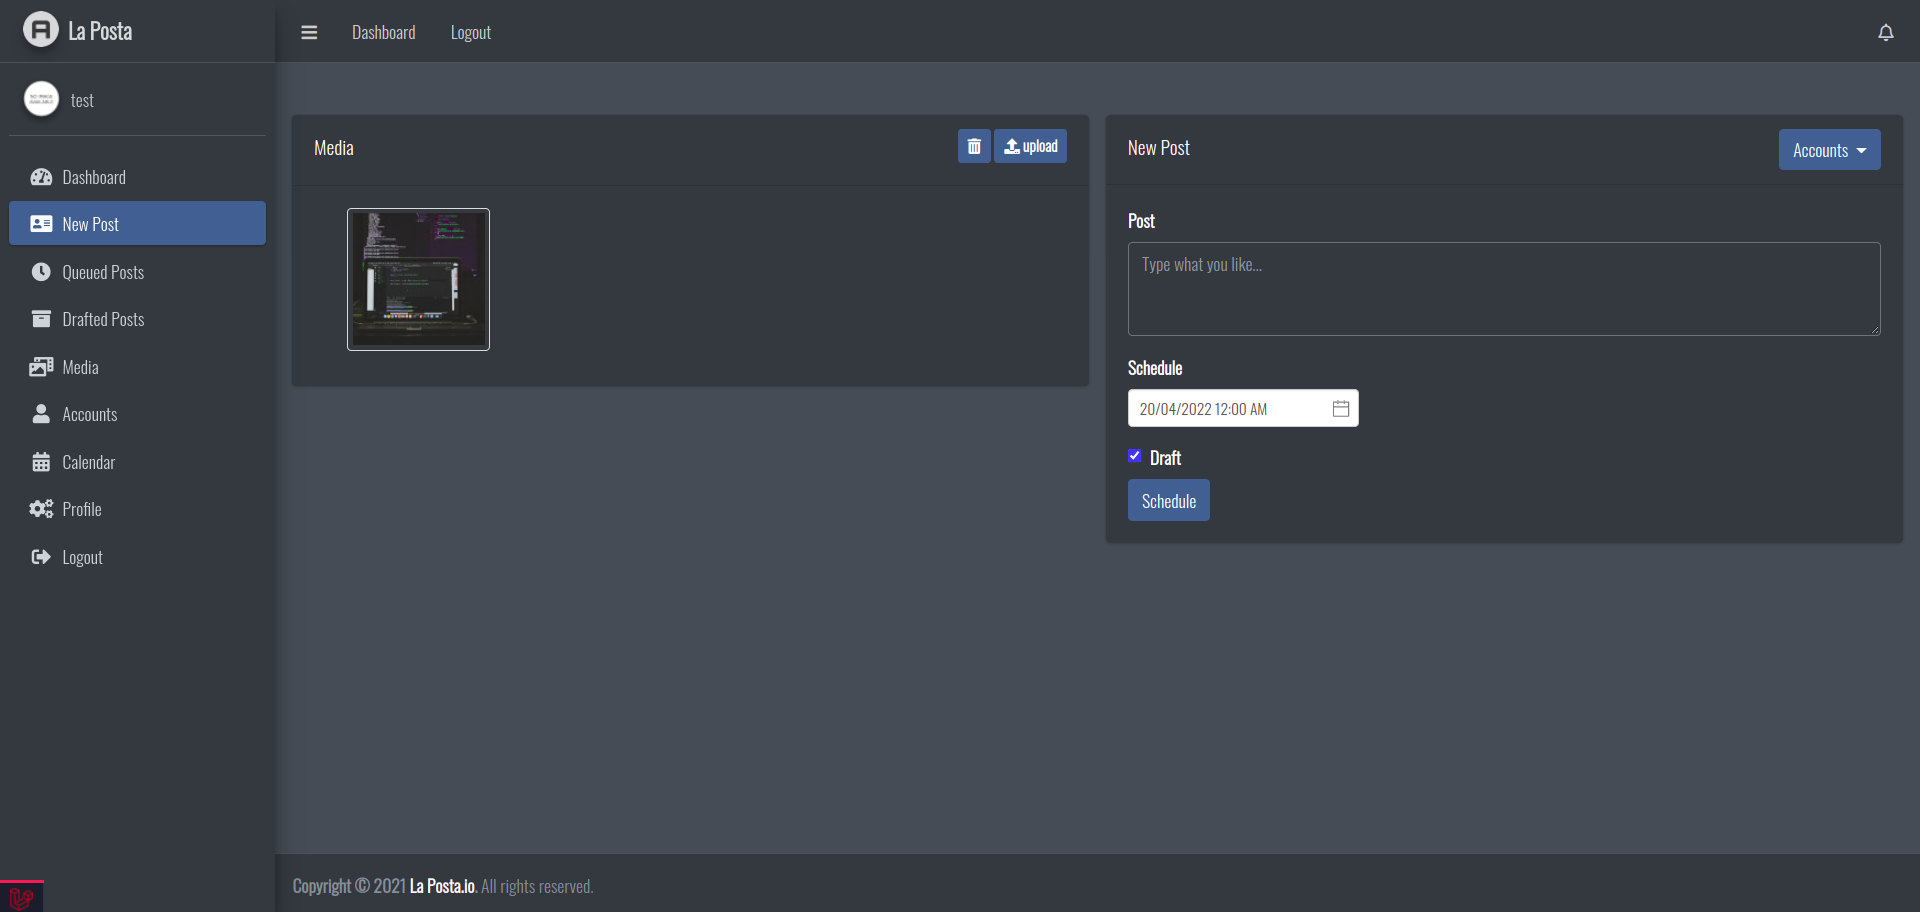 La Posta
Dashboard
Logout
test
Dashboard
New Post
Queued Posts
Drafted Posts
Media
Accounts
Calendar
Profile
Logout
Media
upload
New Post
Accounts
Post
Type what you like...
Schedule
20/04/2022 12:00 AM
Draft
Schedule
Copyright © 2021 La Posta.io. All rights reserved.